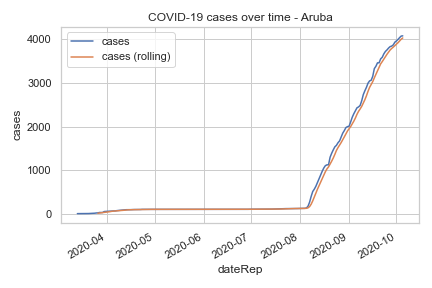 COVID-19 cases over time - Aruba
cases
cases (rolling)
4000
3000
2000
1000
0
cases
2020-04
2020-05
2020-06
2020-07
2020-08
2020-09
2020-10
dateRep